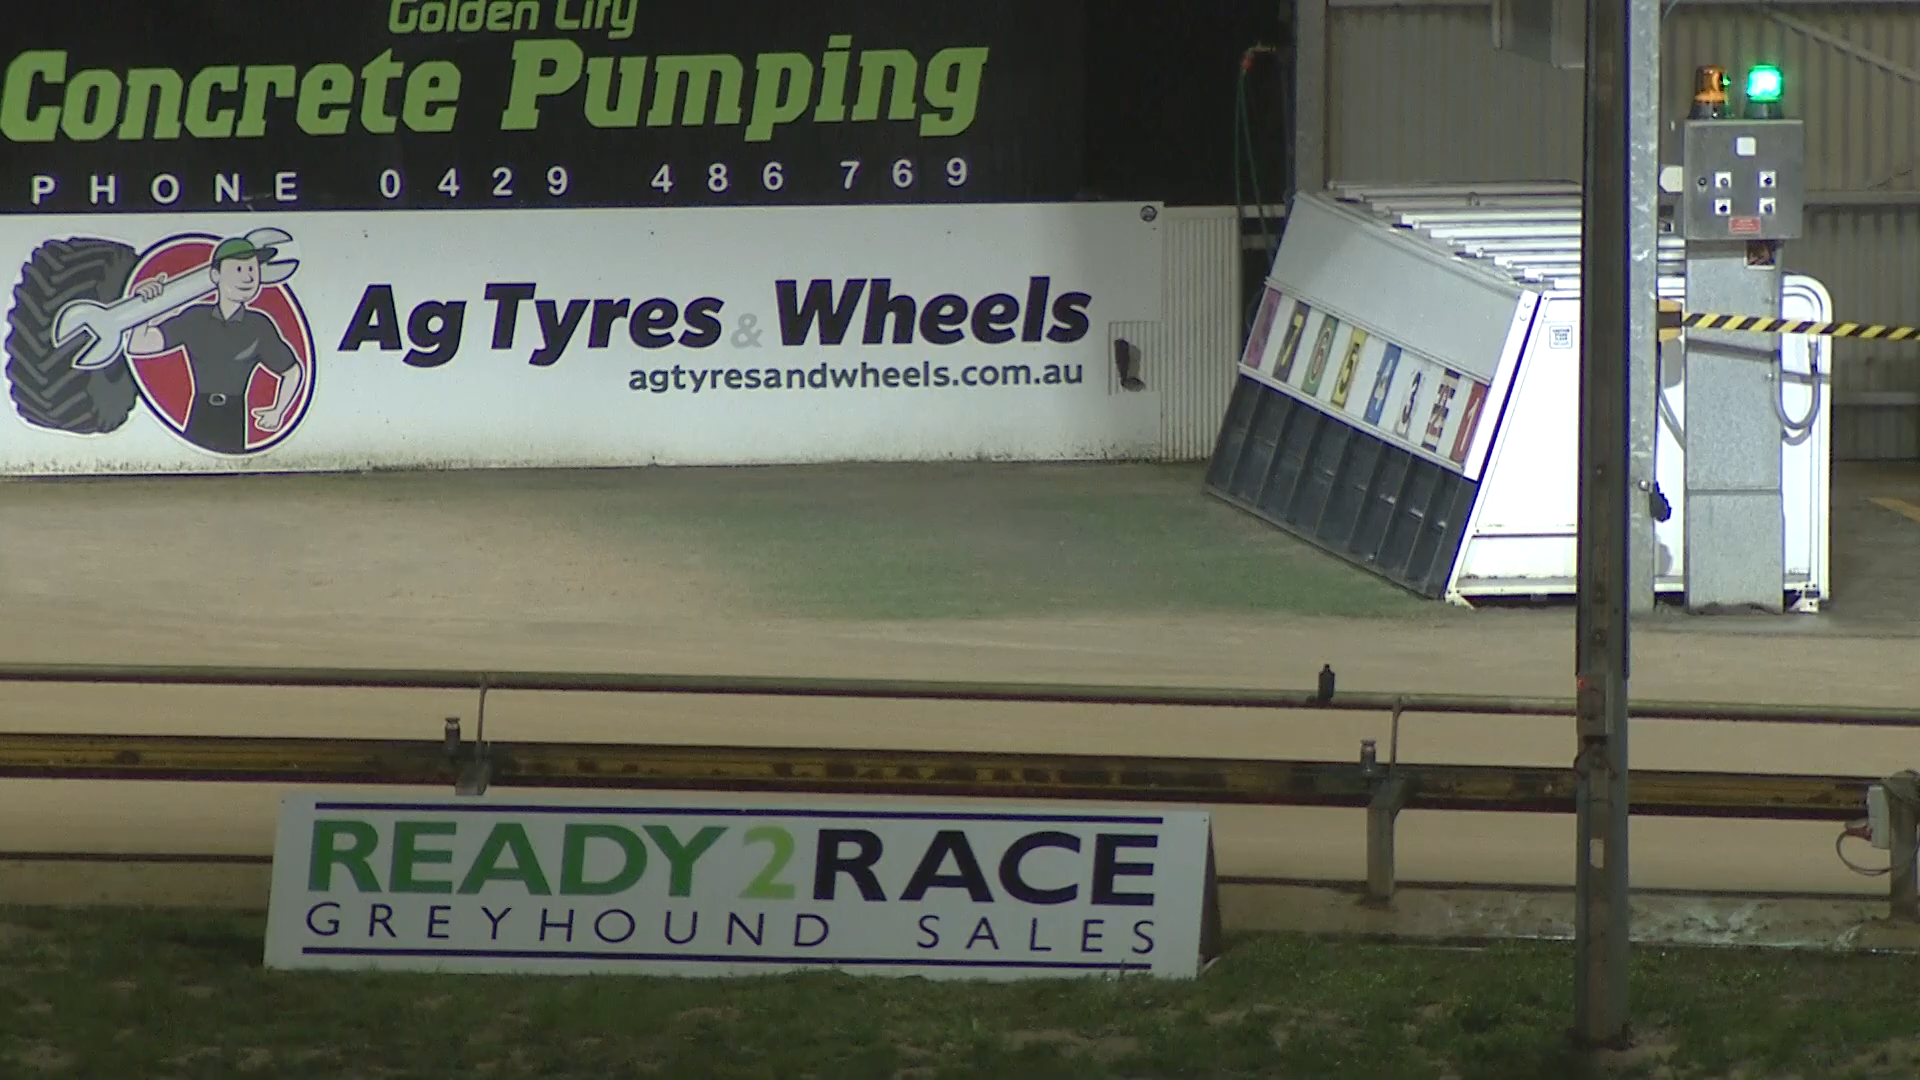 Golden City
Concrete Pumping
PHONE 0429 486 769
Ag Tyres & Wheels
agtyresandwheels.com.au
7 6 5 4 3 2 1
READY2RACE
GREYHOUND SALES